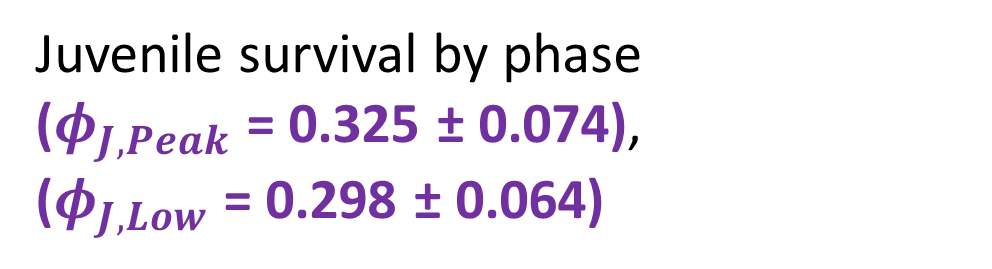 Juvenile survival by phase
(ϕJ,Peak = 0.325 ± 0.074),
(ϕJ,Low = 0.298 ± 0.064)